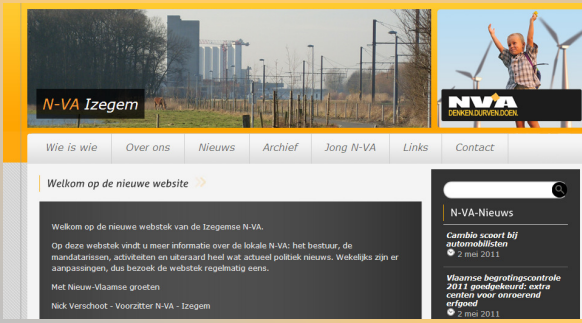 N-VA Izegem
N-VA
DENKEN.DURVEN.DOEN.
Wie is wie
Over ons
Nieuws
Archief
Jong N-VA
Links
Contact
Welkom op de nieuwe website
Welkom op de nieuwe webstek van de Izegemse N-VA.
Op deze webstek vindt u meer informatie over de lokale N-VA: het bestuur, de
mandatarissen, activiteiten en uiteraard heel wat actueel politiek nieuws. Wekelijks zijn er
aanpassingen, dus bezoek de webstek regelmatig eens.
Met Nieuw-Vlaamse groeten
Nick Verschoot - Voorzitter N-VA - Izegem
N-VA-Nieuws
Cambio scoort bij
automobilisten
2 mei 2011
Vlaamse begrotingscontrole
2011 goedgekeurd: extra
centen voor onroerend
erfgoed
2 mei 2011